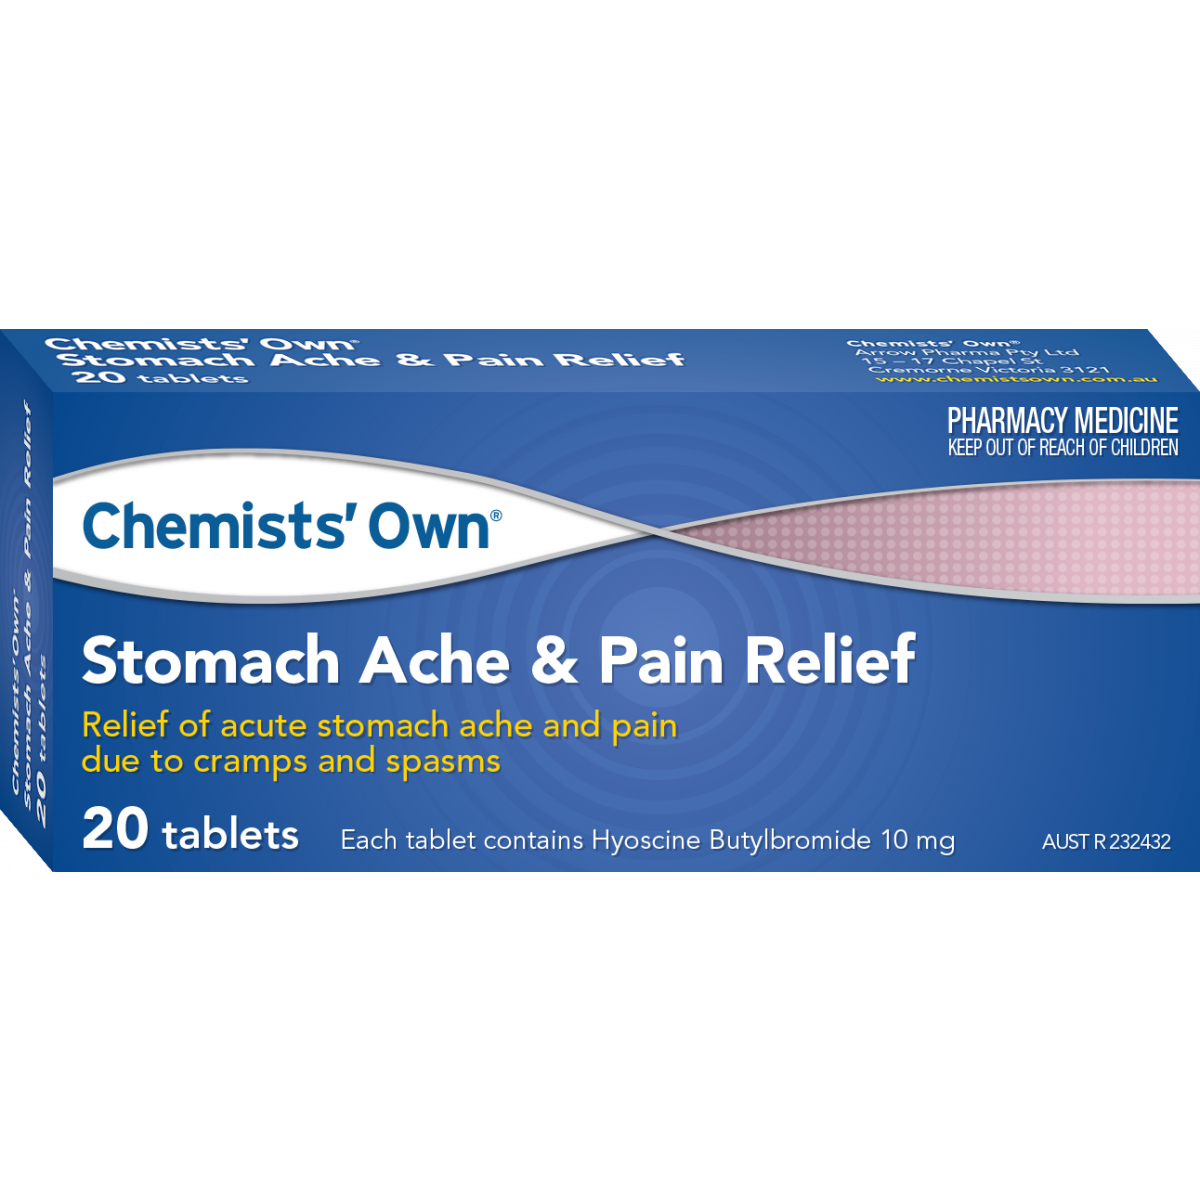 Chemists' Own®
Stomach Ache & Pain Relief
20 tablets
Chemists' Own®
Arrow Pharma Pty Ltd
15 – 17 Chapel St
Cremorne Victoria 3121
www.chemistsown.com.au
PHARMACY MEDICINE
KEEP OUT OF REACH OF CHILDREN
Chemists' Own®
Stomach Ache & Pain Relief
Relief of acute stomach ache and pain
due to cramps and spasms
20 tablets Each tablet contains Hyoscine Butylbromide 10 mg
AUST R 232432
Chemists' Own®
Stomach Ache & Pain Relief
20 tablets